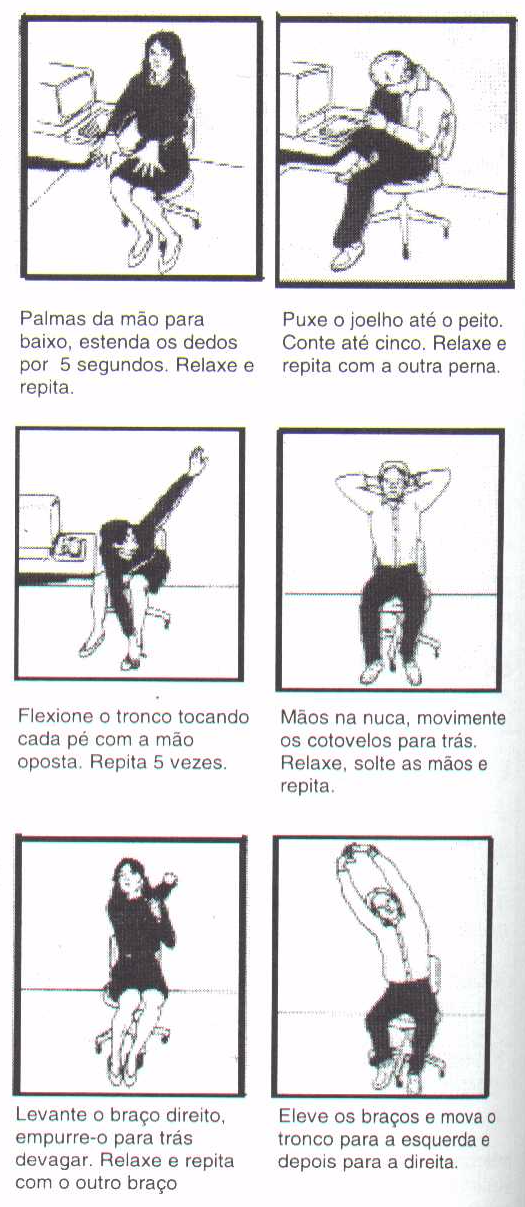 Palmas da mão para
baixo, estenda os dedos
por 5 segundos. Relaxe e
repita.
Puxe o joelho até o peito.
Conte até cinco. Relaxe e
repita com a outra perna.
Flexione o tronco tocando
cada pé com a mão
oposta. Repita 5 vezes.
Mãos na nuca, movimente
os cotovelos para trás.
Relaxe, solte as mãos e
repita.
Levante o braço direito,
empurre-o para trás
devagar. Relaxe e repita
com o outro braço
Eleve os braços e mova o
tronco para a esquerda e
depois para a direita.